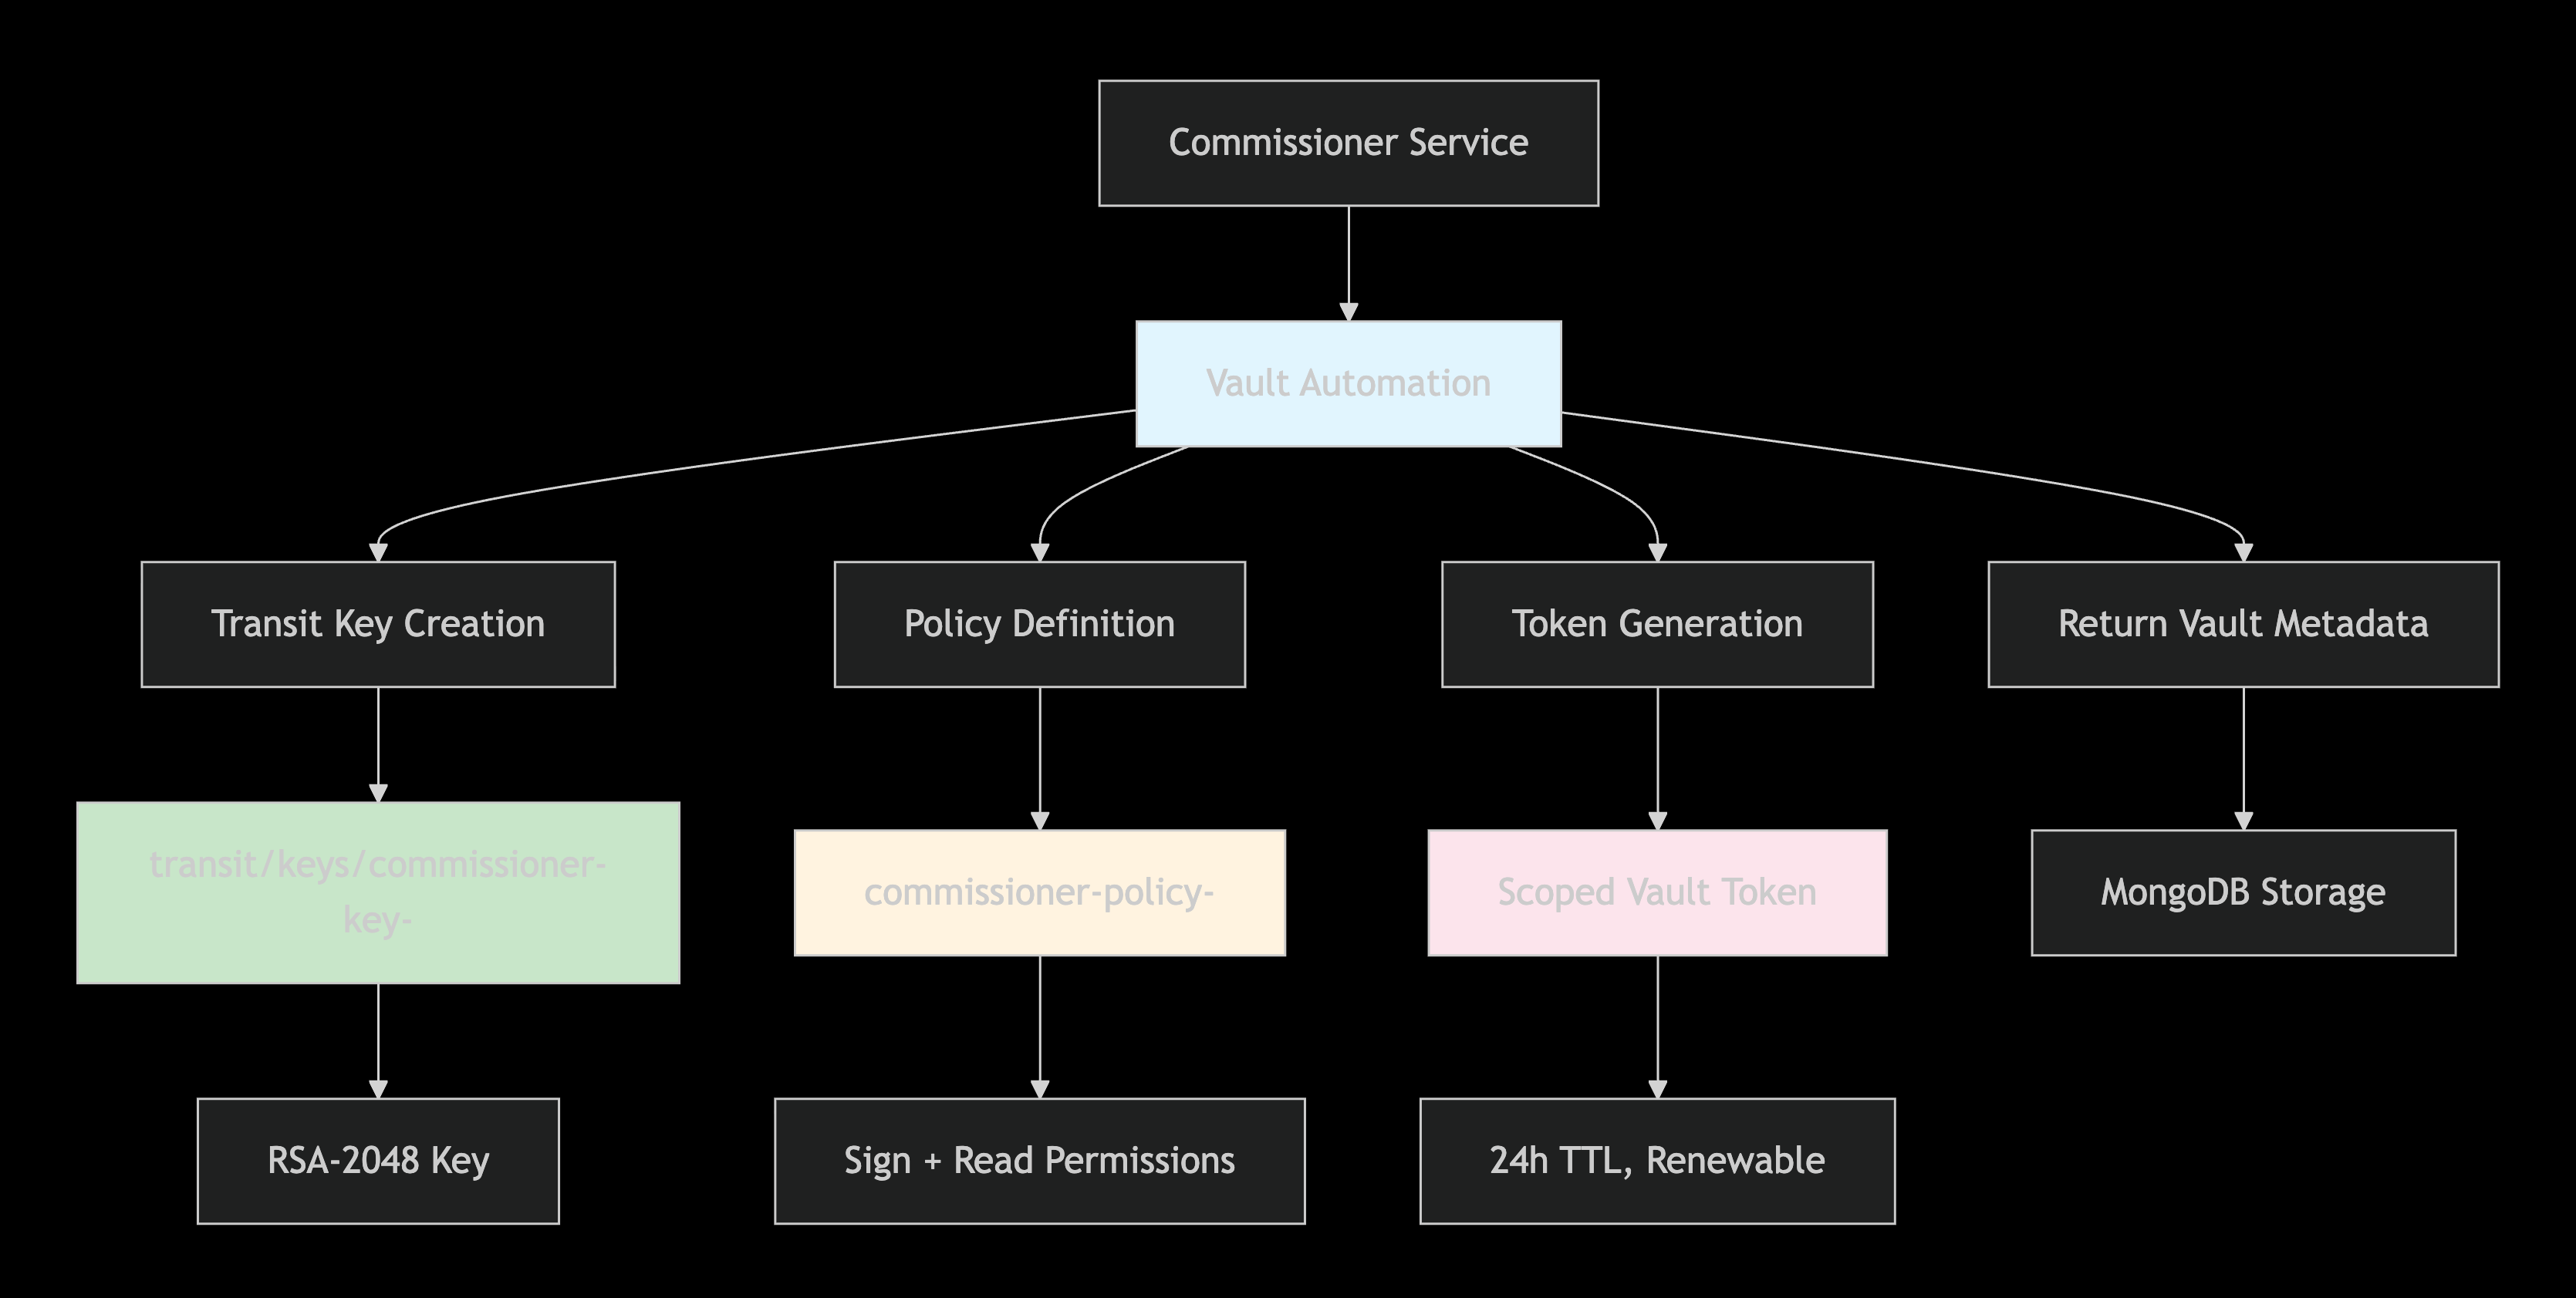 Commissioner Service
Vault Automation
Transit Key Creation
Policy Definition
Token Generation
Return Vault Metadata
transit/keys/commissioner-
key-
commissioner-policy-
Scoped Vault Token
MongoDB Storage
RSA-2048 Key
Sign + Read Permissions
24h TTL, Renewable